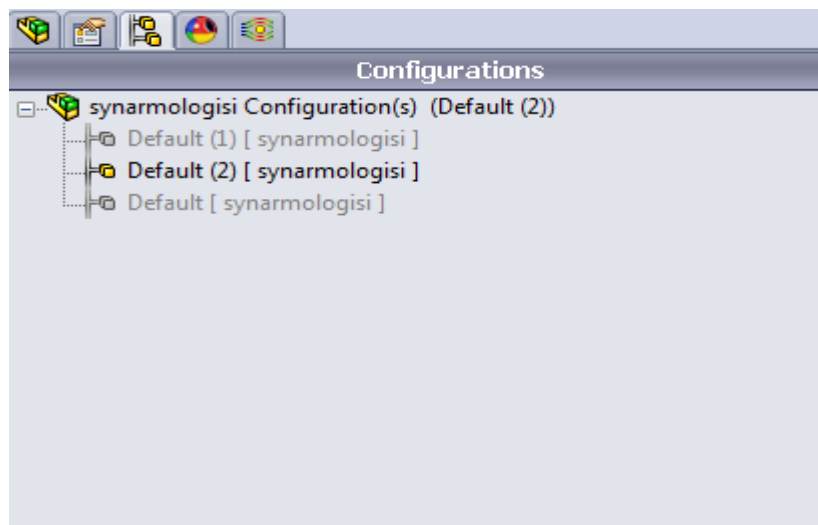 Configurations
synarmologisi Configuration(s) (Default (2))
Default (1) [ synarmologisi ]
Default (2) [ synarmologisi ]
Default [ synarmologisi ]